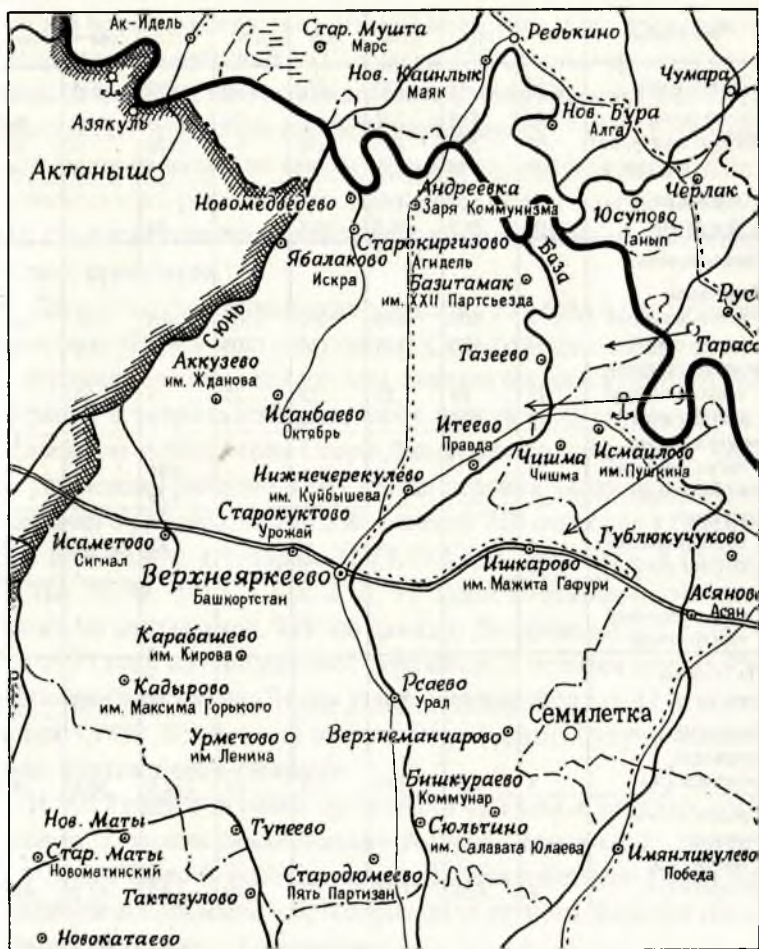 Ак-Идель
Стар. Мушта
Марс
Редькино
Нов. Каинлык
Маяк
Чумара
Азякуль
Нов. Бура
Алга
Актаныш
Андреевка
Заря Коммунизма
Черлак
Новомедведево
Юсупово
Танып
Старокиргизово
Агидель
База
Ябалаково
Искра
Базитамак
им. XXII Партсъезда
Рус
Сюнь
Тарасс
Аккузево
им. Жданова
Тазеево
Исанбаево
Октябрь
Итеево
Правда
Чишма
Чишма
Исмаилово
им. Пушкина
Нижнечерекулево
им. Куйбышева
Старокуктово
Урожай
Исаметово
Сигнал
Гублюкучуково
Верхнеяркеево
Башкортстан
Ишкарово
им. Мажита Гафури
Асяново
Асян
Карабашево
им. Кирова
Кадырово
им. Максима Горького
Рсаево
Урал
Семилетка
Урметово
им. Ленина
Верхнеманчарово
Бишкураево
Коммунар
Нов. Маты
Тупеево
Сюльтино
им. Салавата Юлаева
Стар. Маты
Новоматинский
Имянликулево
Победа
Стародюмеево
Пять Партизан
Тактагулово
Новокатаево